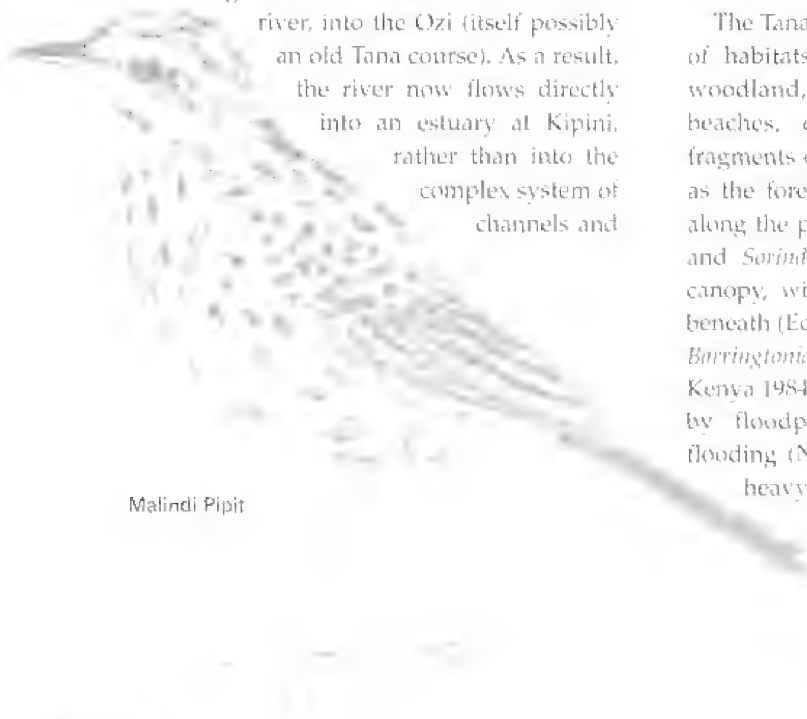 river, into the Ozi (itself possibly
an old Tana course). As a result,
the river now flows directly
into an estuary at Kipini,
rather than into the
complex system of
channels and
Malindi Pipit
The Tana
of habitats
woodland,
beaches,
fragments
as the fore
along the p
and Sorind
canopy, wi
beneath (Ec
Barringtonia
Kenya 1984
by floodp
flooding (N
heavy